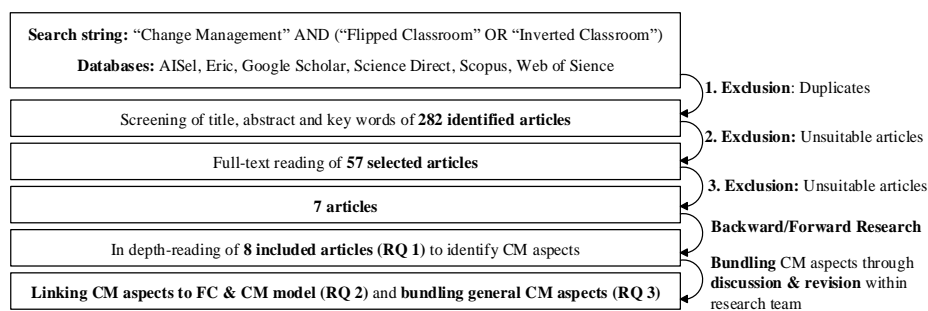 Search string: “Change Management” AND (“Flipped Classroom” OR “Inverted Classroom”)
Databases: AISel, Eric, Google Scholar, Science Direct, Scopus, Web of Sience
1. Exclusion: Duplicates
Screening of title, abstract and key words of 282 identified articles
2. Exclusion: Unsuitable articles
Full-text reading of 57 selected articles
3. Exclusion: Unsuitable articles
7 articles
Backward/Forward Research
In depth-reading of 8 included articles (RQ 1) to identify CM aspects
Bundling CM aspects through
discussion & revision within
research team
Linking CM aspects to FC & CM model (RQ 2) and bundling general CM aspects (RQ 3)